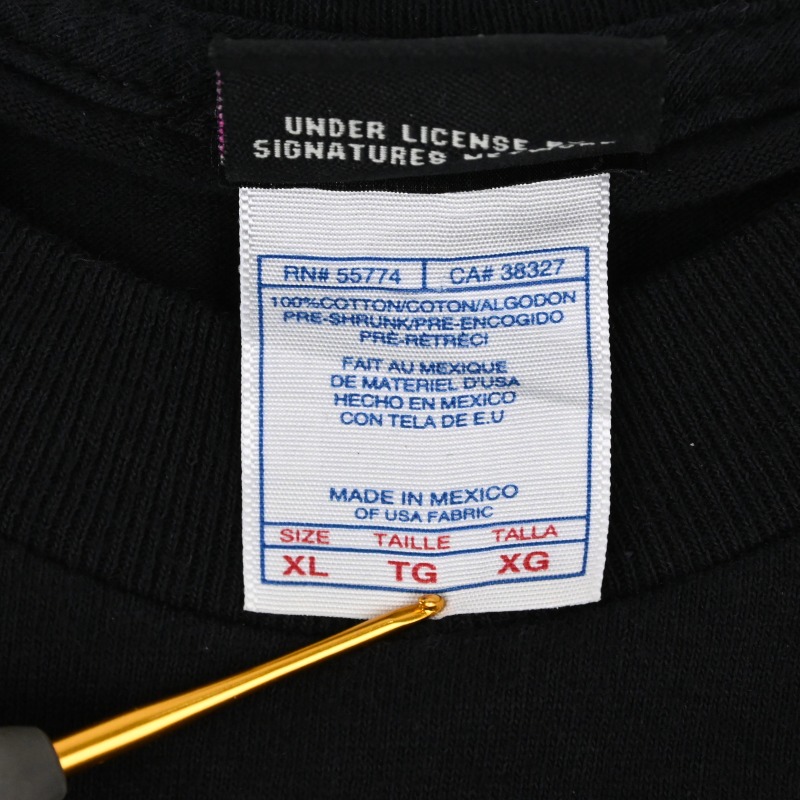 UNDER LICENSE
SIGNATURES
RN# 55774 CA# 38327
100%COTTON/COTON/ALGODON
PRE-SHRUNK/PRE-ENCOGIDO
PRÉ-RÉTRÉCI
FAIT AU MEXIQUE
DE MATERIEL D'USA
HECHO EN MEXICO
CON TELA DE E.U
MADE IN MEXICO
OF USA FABRIC
SIZE TAILLE TALLA
XL TG XG